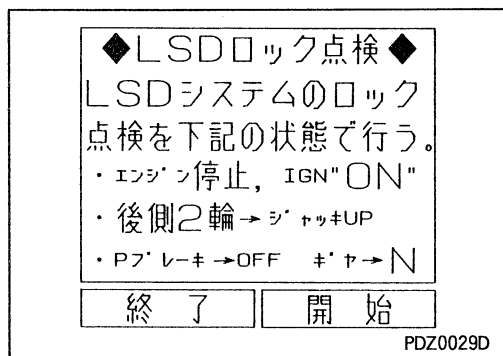 ◆LSDロック点検◆
LSDシステムのロック
点検を下記の状態で行う。
・エンジン停止, IGN"ON"
・後側2輪→ジャッキUP
・Pブレーキ→OFF ギヤ→N
終 了 開 始
PDZ0029D